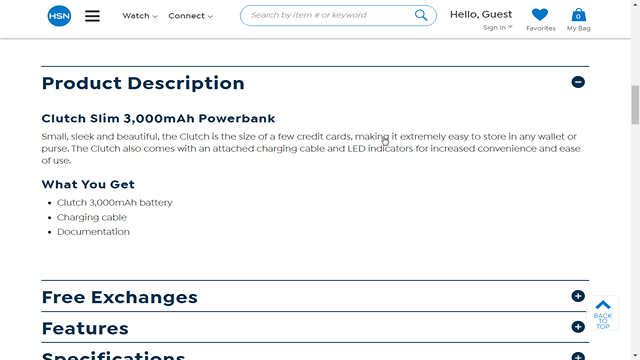 HSN
Watch
Connect
Search by item # or keyword
Hello, Guest
Sign In
Favorites
0
My Bag
Product Description
Clutch Slim 3,000mAh Powerbank
Small, sleek and beautiful, the Clutch is the size of a few credit cards, making it extremely easy to store in any wallet or
purse. The Clutch also comes with an attached charging cable and LED indicators for increased convenience and ease
of use.
What You Get
• Clutch 3,000mAh battery
• Charging cable
• Documentation
Free Exchanges
BACK
TO
TOP
Features
Specifications